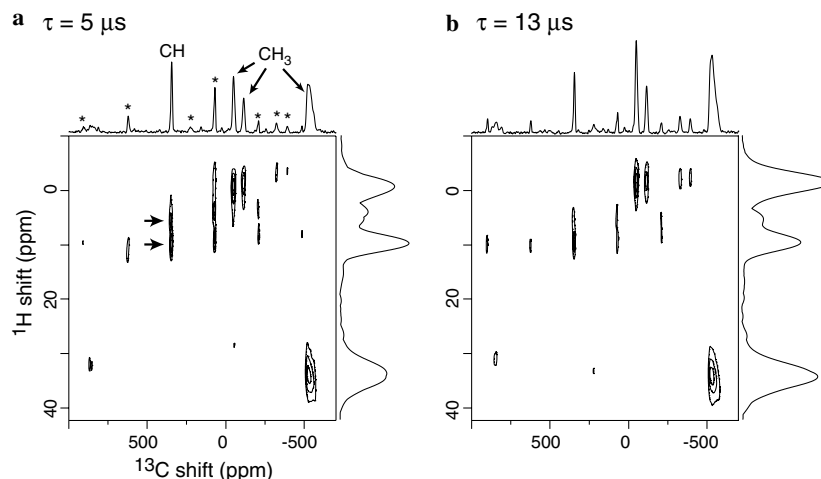 a τ = 5 μs
b τ = 13 μs
CH
CH3
* * * * * * *
0
20
40
1H shift (ppm)
500 0 -500
13C shift (ppm)
0
20
40
500 0 -500